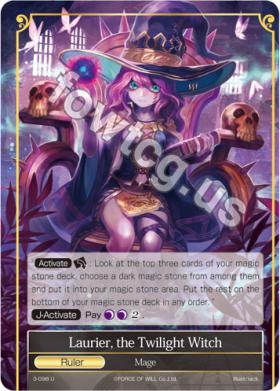 fowtcg.us
Activate : Look at the top three cards of your magic
stone deck, choose a dark magic stone from among them
and put it into your magic stone area. Put the rest on the
bottom of your magic stone deck in any order.
J-Activate Pay 2 .
Laurier, the Twilight Witch
Ruler Mage
3-096 U ©FORCE OF WILL Co.,Ltd.